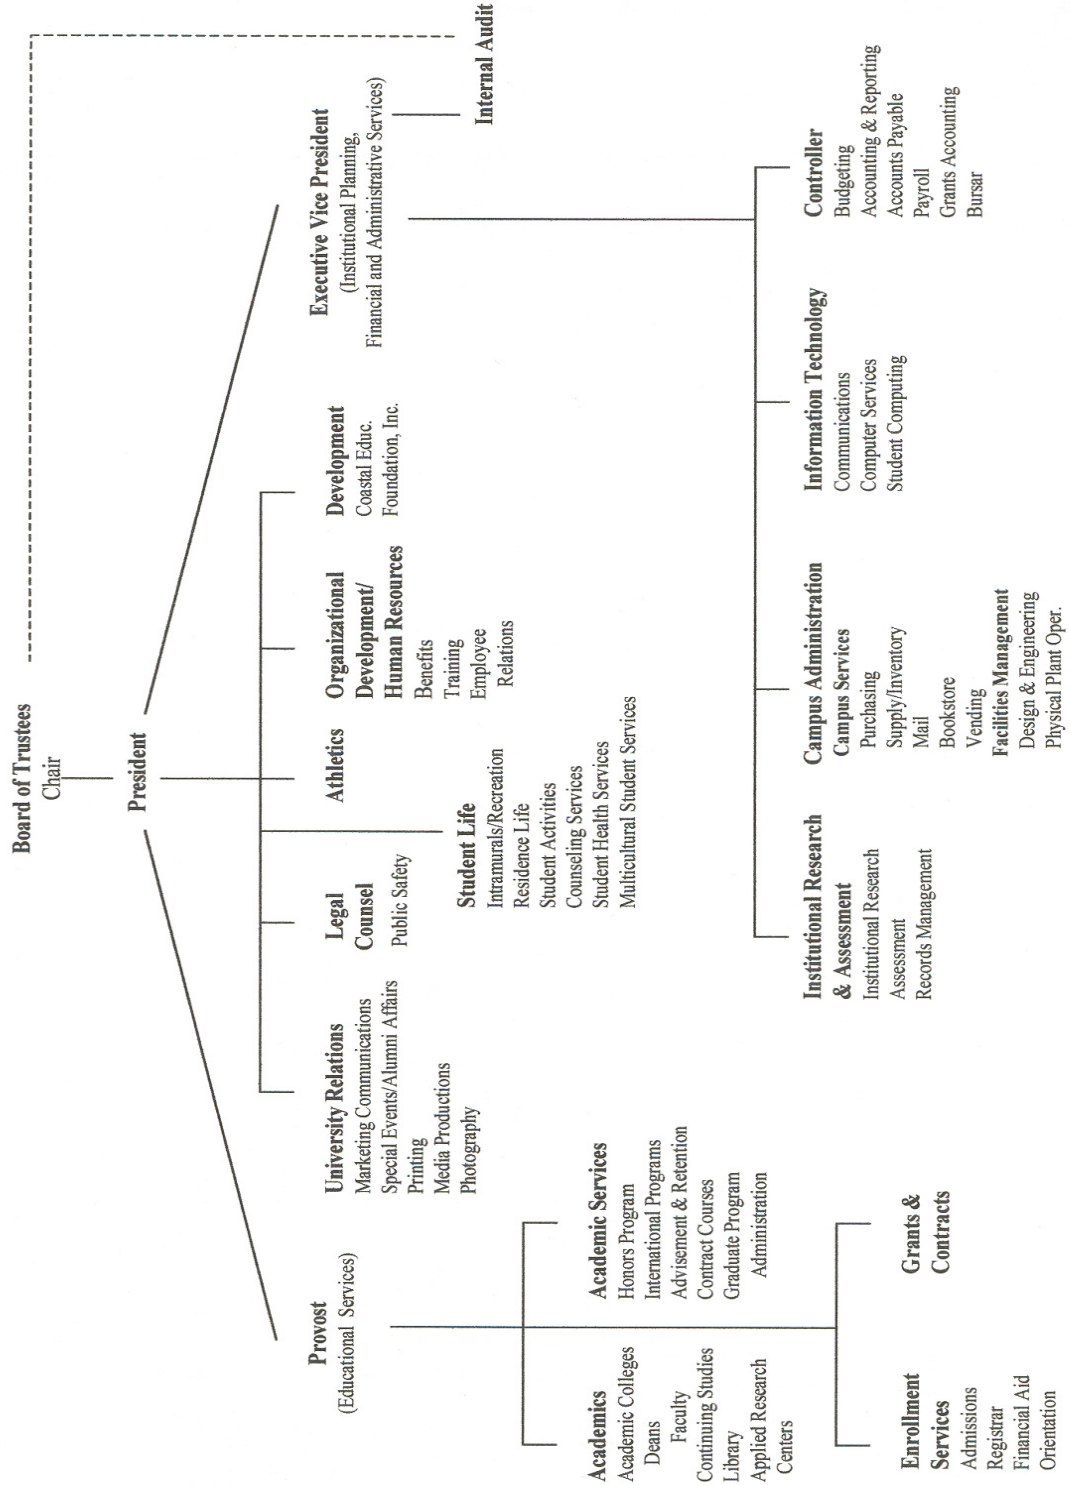 Board of Trustees
Chair
President
Provost
(Educational Services)
Executive Vice President
(Institutional Planning,
Financial and Administrative Services)
Internal Audit
University Relations
Marketing Communications
Special Events/Alumni Affairs
Printing
Media Productions
Photography
Legal
Counsel
Public Safety
Athletics
Organizational
Development/
Human Resources
Benefits
Training
Employee
Relations
Development
Coastal Educ.
Foundation, Inc.
Student Life
Intramurals/Recreation
Residence Life
Student Activities
Counseling Services
Student Health Services
Multicultural Student Services
Academics
Academic Colleges
Deans
Faculty
Continuing Studies
Library
Applied Research
Centers
Academic Services
Honors Program
International Programs
Advisement & Retention
Contract Courses
Graduate Program
Administration
Enrollment
Services
Admissions
Registrar
Financial Aid
Orientation
Grants &
Contracts
Institutional Research
& Assessment
Institutional Research
Assessment
Records Management
Campus Administration
Campus Services
Purchasing
Supply/Inventory
Mail
Bookstore
Vending
Facilities Management
Design & Engineering
Physical Plant Oper.
Information Technology
Communications
Computer Services
Student Computing
Controller
Budgeting
Accounting & Reporting
Accounts Payable
Payroll
Grants Accounting
Bursar